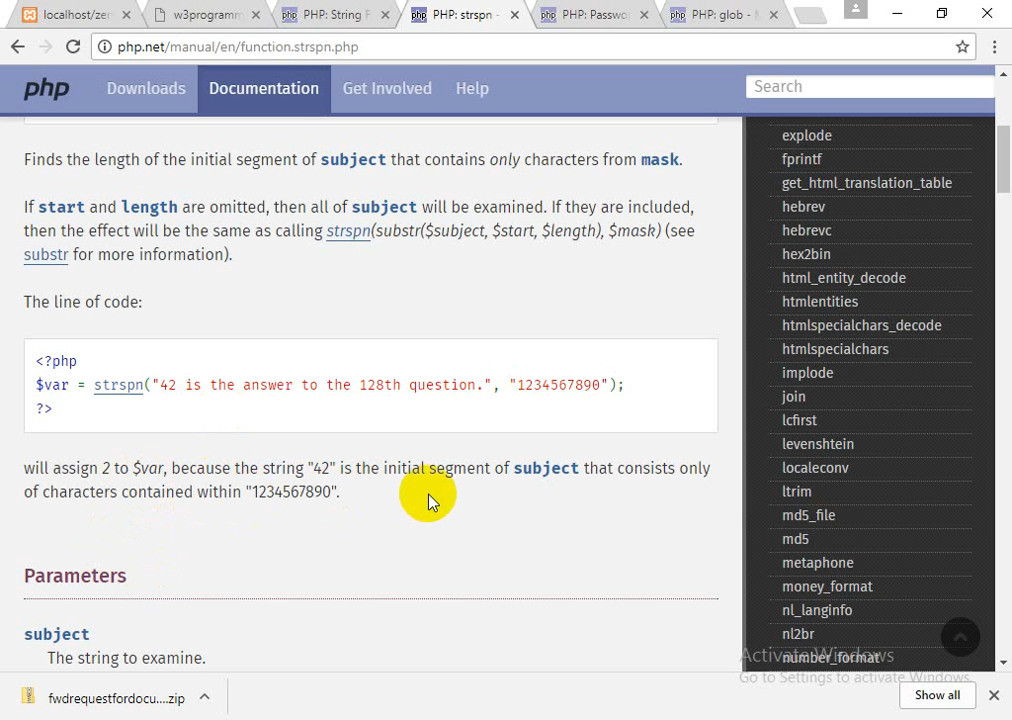 localhost/zen
w3programm
PHP: String F
PHP: strspn -
PHP: Passwo
PHP: glob - M
php.net/manual/en/function.strspn.php
php
Downloads
Documentation
Get Involved
Help
Search
Finds the length of the initial segment of subject that contains only characters from mask.
If start and length are omitted, then all of subject will be examined. If they are included,
then the effect will be the same as calling strspn(substr($subject, $start, $length), $mask) (see
substr for more information).
The line of code:
<?php
$var = strspn("42 is the answer to the 128th question.", "1234567890");
?>
will assign 2 to $var, because the string "42" is the initial segment of subject that consists only
of characters contained within "1234567890".
Parameters
subject
The string to examine.
explode
fprintf
get_html_translation_table
hebrev
hebrevc
hex2bin
html_entity_decode
htmlentities
htmlspecialchars_decode
htmlspecialchars
implode
join
lcfirst
levenshtein
localeconv
ltrim
md5_file
md5
metaphone
money_format
nl_langinfo
nl2br
number_format
Activate Windows
Go to Settings to activate Windows.
fwdrequestfordocu....zip
Show all